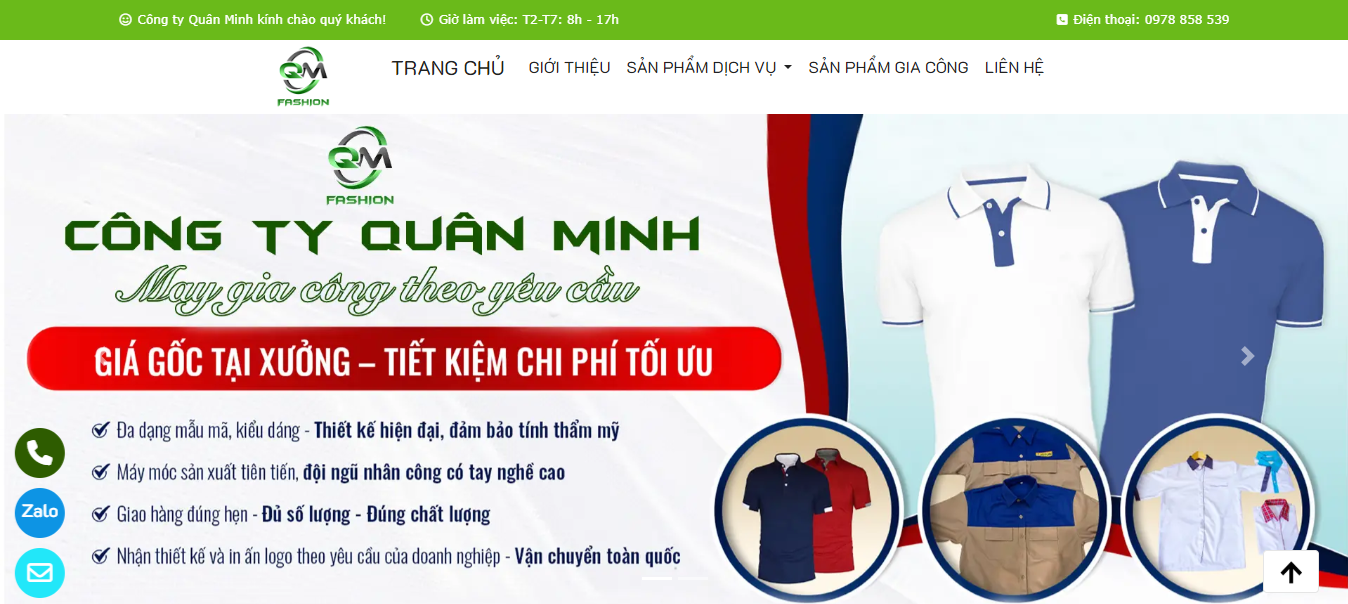 Công ty Quân Minh kính chào quý khách!
Giờ làm việc: T2-T7: 8h - 17h
Điện thoại: 0978 858 539
QM
FASHION
TRANG CHỦ
GIỚI THIỆU
SẢN PHẨM DỊCH VỤ
SẢN PHẨM GIA CÔNG
LIÊN HỆ
QM
FASHION
CÔNG TY QUÂN MINH
May gia công theo yêu cầu
GIÁ GỐC TẠI XƯỞNG – TIẾT KIỆM CHI PHÍ TỐI ƯU
Đa dạng mẫu mã, kiểu dáng - Thiết kế hiện đại, đảm bảo tính thẩm mỹ
Máy móc sản xuất tiên tiến, đội ngũ nhân công có tay nghề cao
Giao hàng đúng hẹn - Đủ số lượng - Đúng chất lượng
Zalo
Nhận thiết kế và in ấn logo theo yêu cầu của doanh nghiệp - Vận chuyển toàn quốc